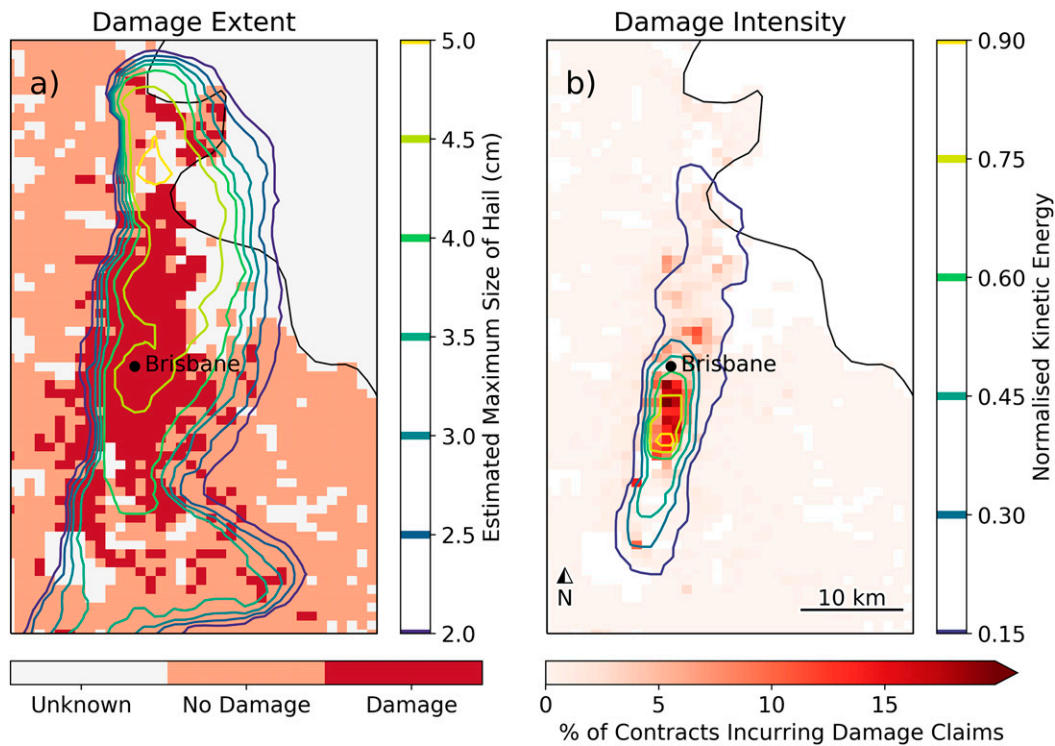 Damage Extent
Damage Intensity
a)
b)
5.0
4.5
4.0
3.5
3.0
2.5
2.0
Estimated Maximum Size of Hail (cm)
Brisbane
0.90
0.75
0.60
0.45
0.30
0.15
Normalised Kinetic Energy
Brisbane
N
10 km
Unknown
No Damage
Damage
0
5
10
15
% of Contracts Incurring Damage Claims